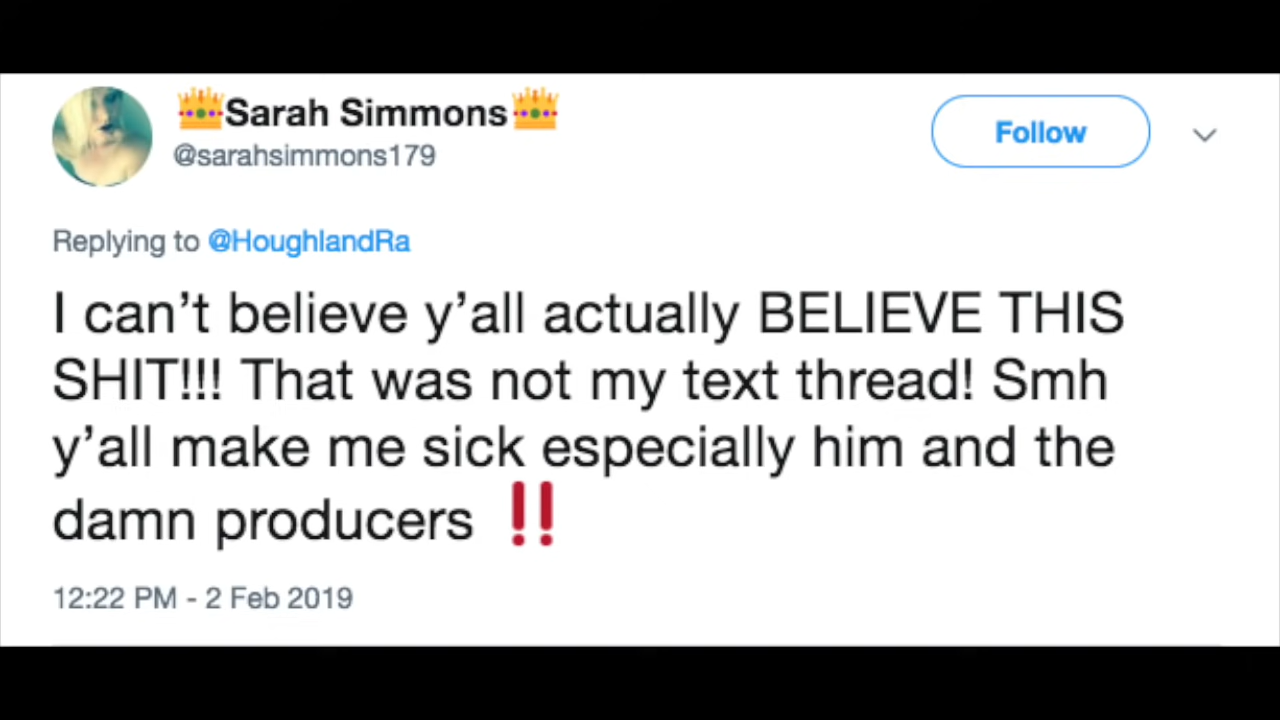 👑Sarah Simmons👑
@sarahsimmons179
Follow
Replying to @HoughlandRa
I can’t believe y’all actually BELIEVE THIS
SHIT!!! That was not my text thread! Smh
y’all make me sick especially him and the
damn producers ‼️
12:22 PM - 2 Feb 2019